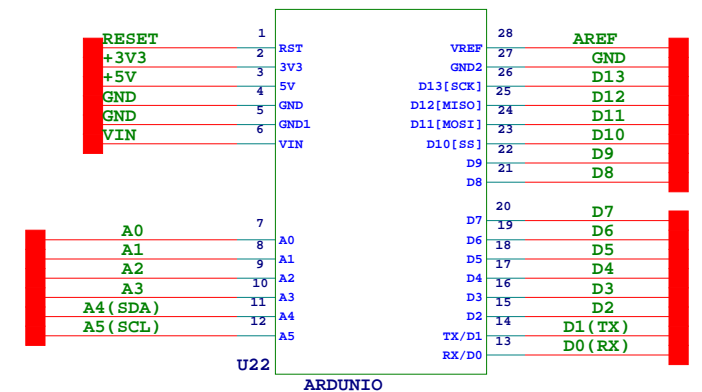 1 28
RESET RST VREF AREF
2 27
+3V3 3V3 GND2 GND
3 26
+5V 5V D13[SCK] D13
4 25
GND GND D12[MISO] D12
5 24
GND GND1 D11[MOSI] D11
6 23
VIN VIN D10[SS] D10
22
D9 D9
21
D8 D8
20
D7 D7
7 19
A0 A0 D6 D6
8 18
A1 A1 D5 D5
9 17
A2 A2 D4 D4
10 16
A3 A3 D3 D3
11 15
A4(SDA) A4 D2 D2
12 14
A5(SCL) A5 TX/D1 D1(TX)
13
RX/D0 D0(RX)
U22
ARDUNIO